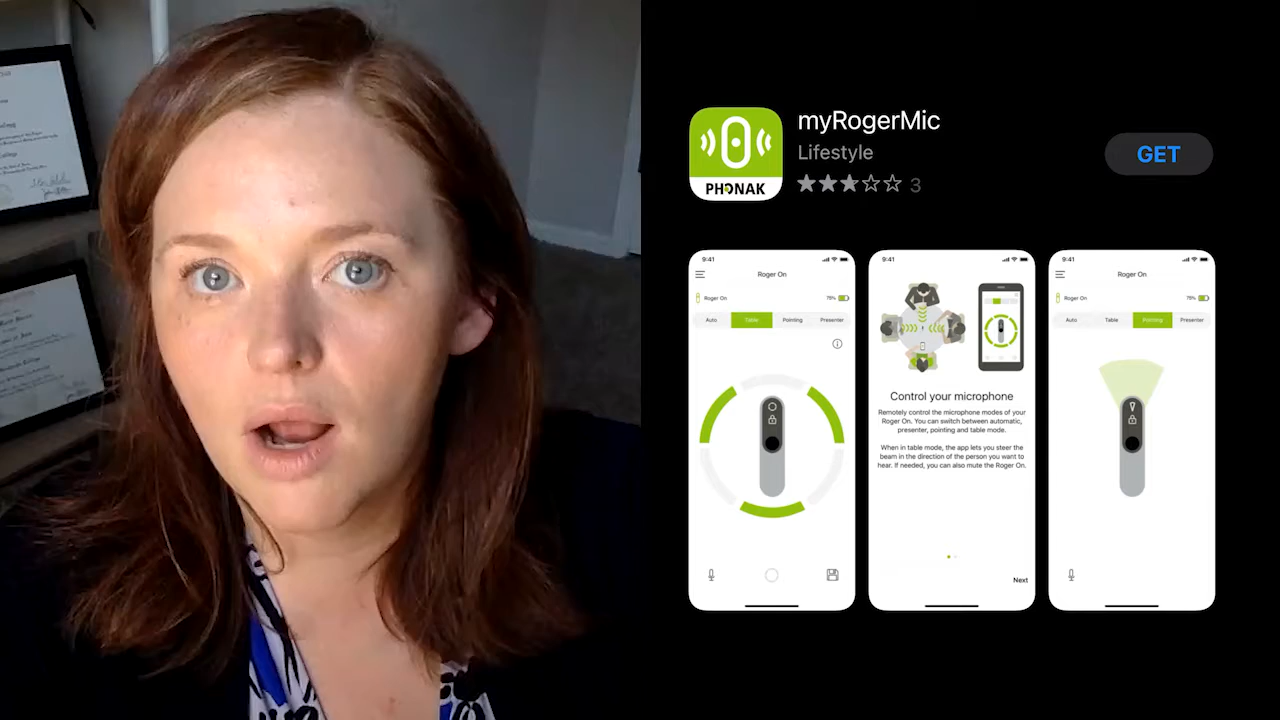 myRogerMic
Lifestyle
3
GET
PHONAK
9:41
Roger On
Roger On
78%
Auto
Table
Pointing
Presenter
9:41
Control your microphone
Remotely control the microphone modes of your
Roger On. You can switch between automatic,
presenter, pointing and table mode.
When in table mode, the app lets you steer the
beam in the direction of the person you want to
hear. If needed, you can also mute the Roger On.
Next
9:41
Roger On
Roger On
78%
Auto
Table
Pointing
Presenter